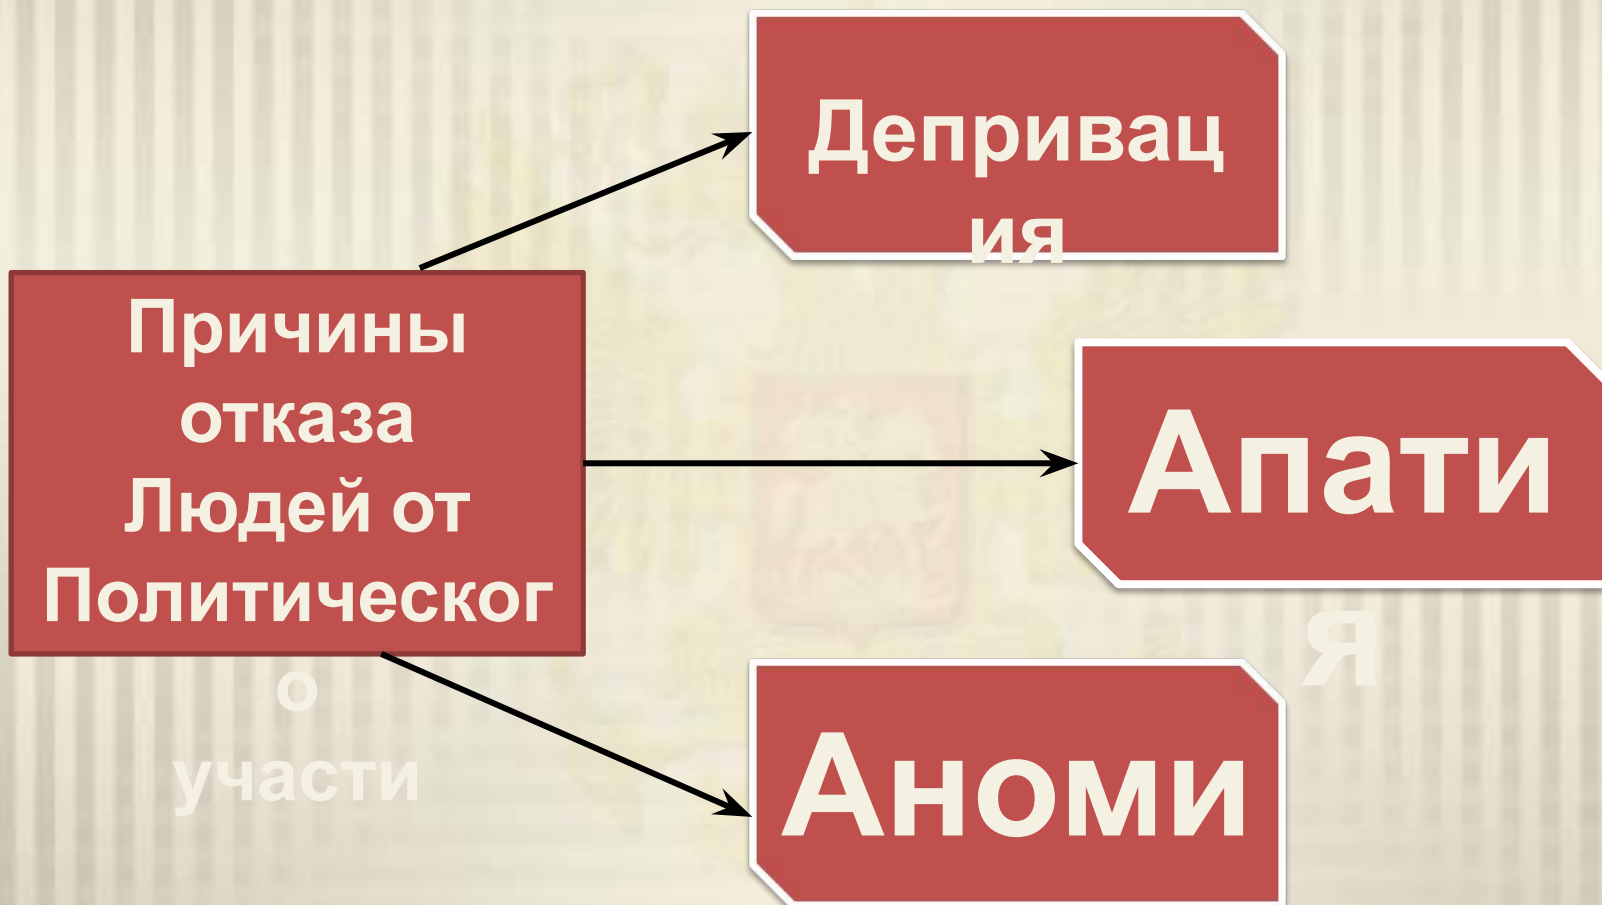 Причины
отказа
Людей от
Политическог
о
участи
Депривац
ия
Апати
я
Аноми